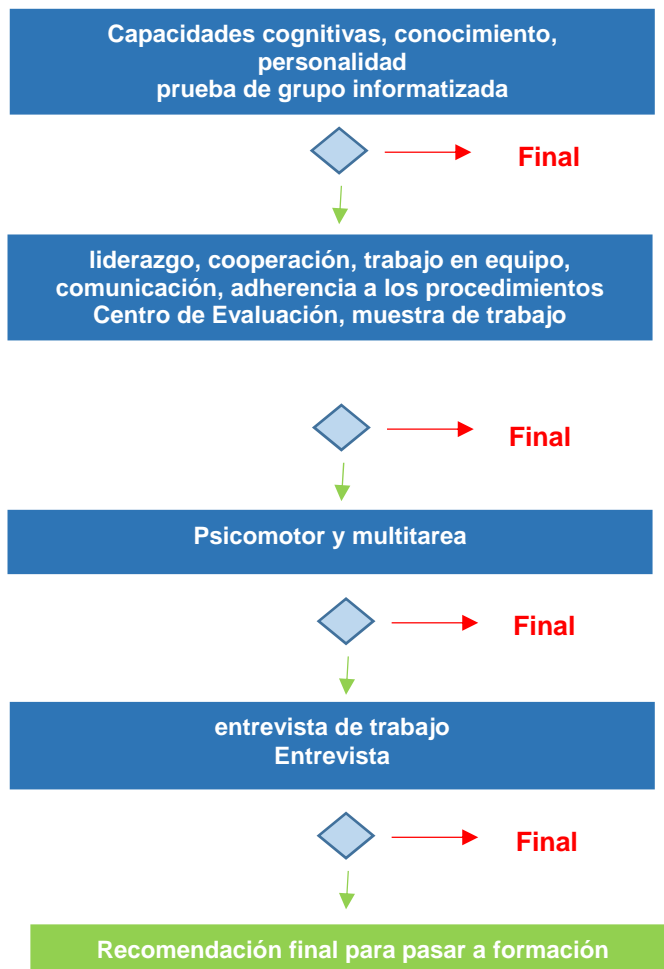 Capacidades cognitivas, conocimiento,
personalidad
prueba de grupo informatizada
Final
liderazgo, cooperación, trabajo en equipo,
comunicación, adherencia a los procedimientos
Centro de Evaluación, muestra de trabajo
Final
Psicomotor y multitarea
Final
entrevista de trabajo
Entrevista
Final
Recomendación final para pasar a formación